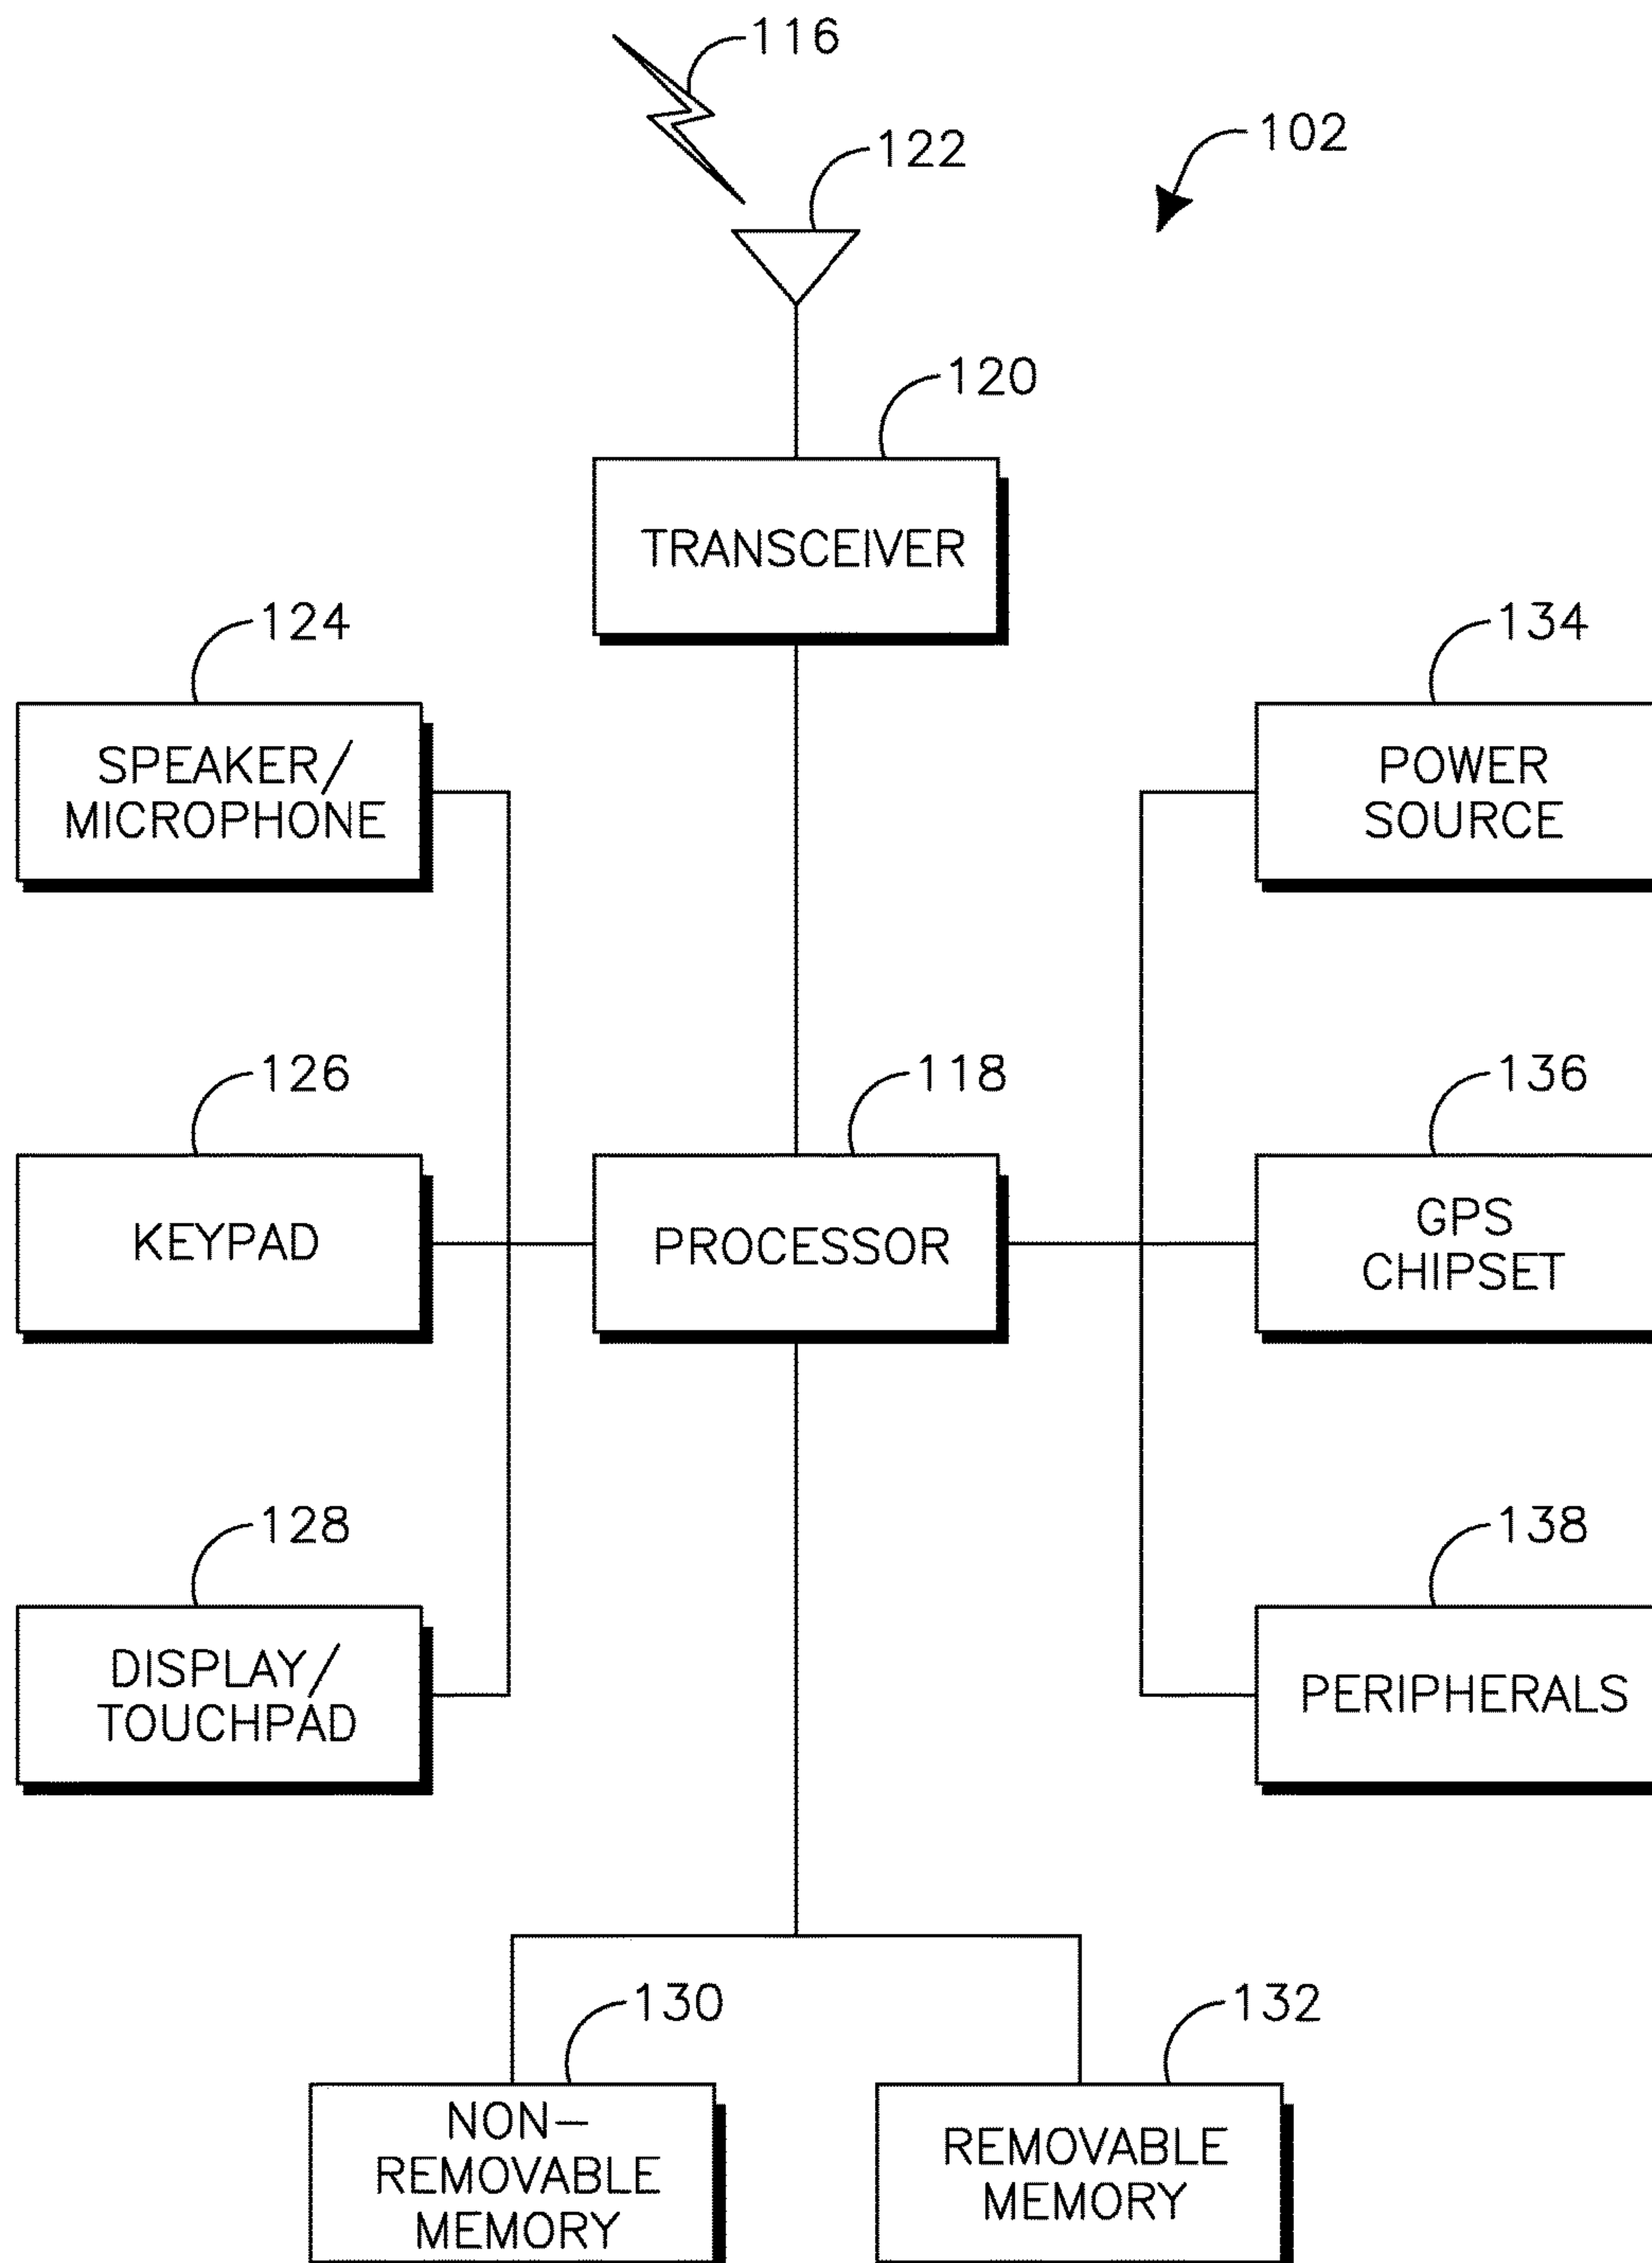 116
122
102
120
TRANSCEIVER
124
134
SPEAKER/
MICROPHONE
POWER
SOURCE
126
118
136
KEYPAD
PROCESSOR
GPS
CHIPSET
128
138
DISPLAY/
TOUCHPAD
PERIPHERALS
130
132
NON-
REMOVABLE
MEMORY
REMOVABLE
MEMORY